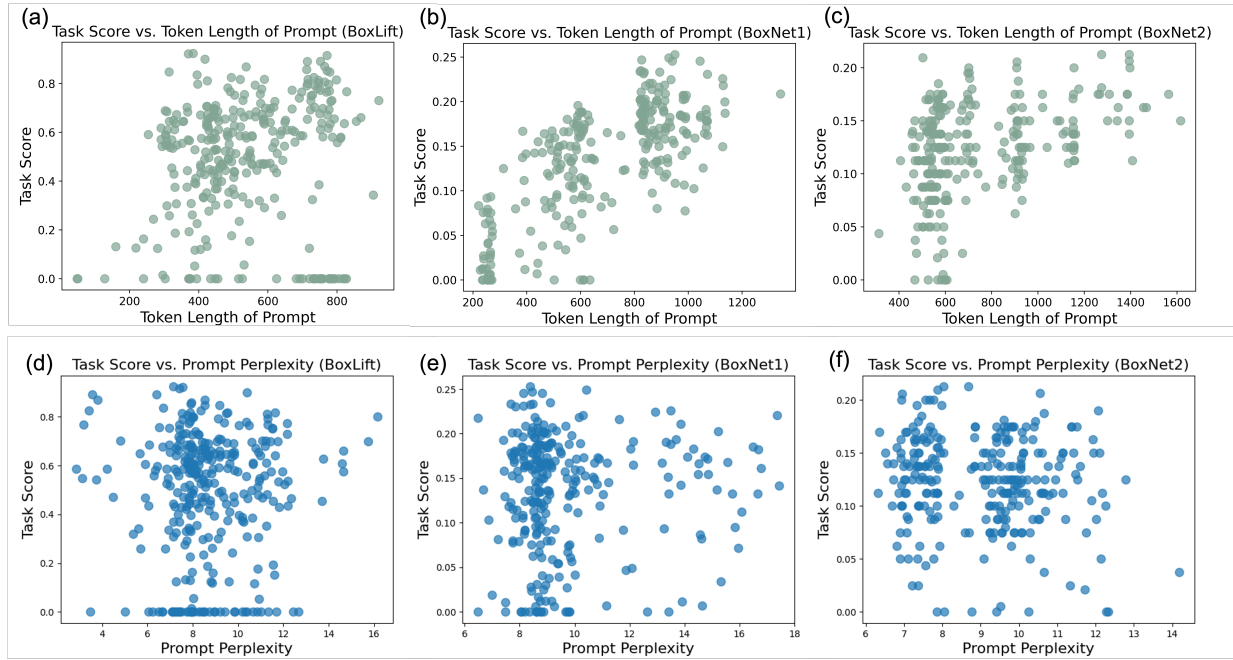 (a)
Task Score vs. Token Length of Prompt (BoxLift)
0.8
0.6
0.4
0.2
0.0
Task Score
200 400 600 800
Token Length of Prompt
(b)
Task Score vs. Token Length of Prompt (BoxNet1)
0.25
0.20
0.15
0.10
0.05
0.00
Task Score
200 400 600 800 1000 1200
Token Length of Prompt
(c)
Task Score vs. Token Length of Prompt (BoxNet2)
0.20
0.15
0.10
0.05
0.00
Task Score
400 600 800 1000 1200 1400 1600
Token Length of Prompt
(d)
Task Score vs. Prompt Perplexity (BoxLift)
0.8
0.6
0.4
0.2
0.0
Task Score
4 6 8 10 12 14 16
Prompt Perplexity
(e)
Task Score vs. Prompt Perplexity (BoxNet1)
0.25
0.20
0.15
0.10
0.05
0.00
Task Score
6 8 10 12 14 16 18
Prompt Perplexity
(f)
Task Score vs. Prompt Perplexity (BoxNet2)
0.20
0.15
0.10
0.05
0.00
Task Score
6 7 8 9 10 11 12 13 14
Prompt Perplexity